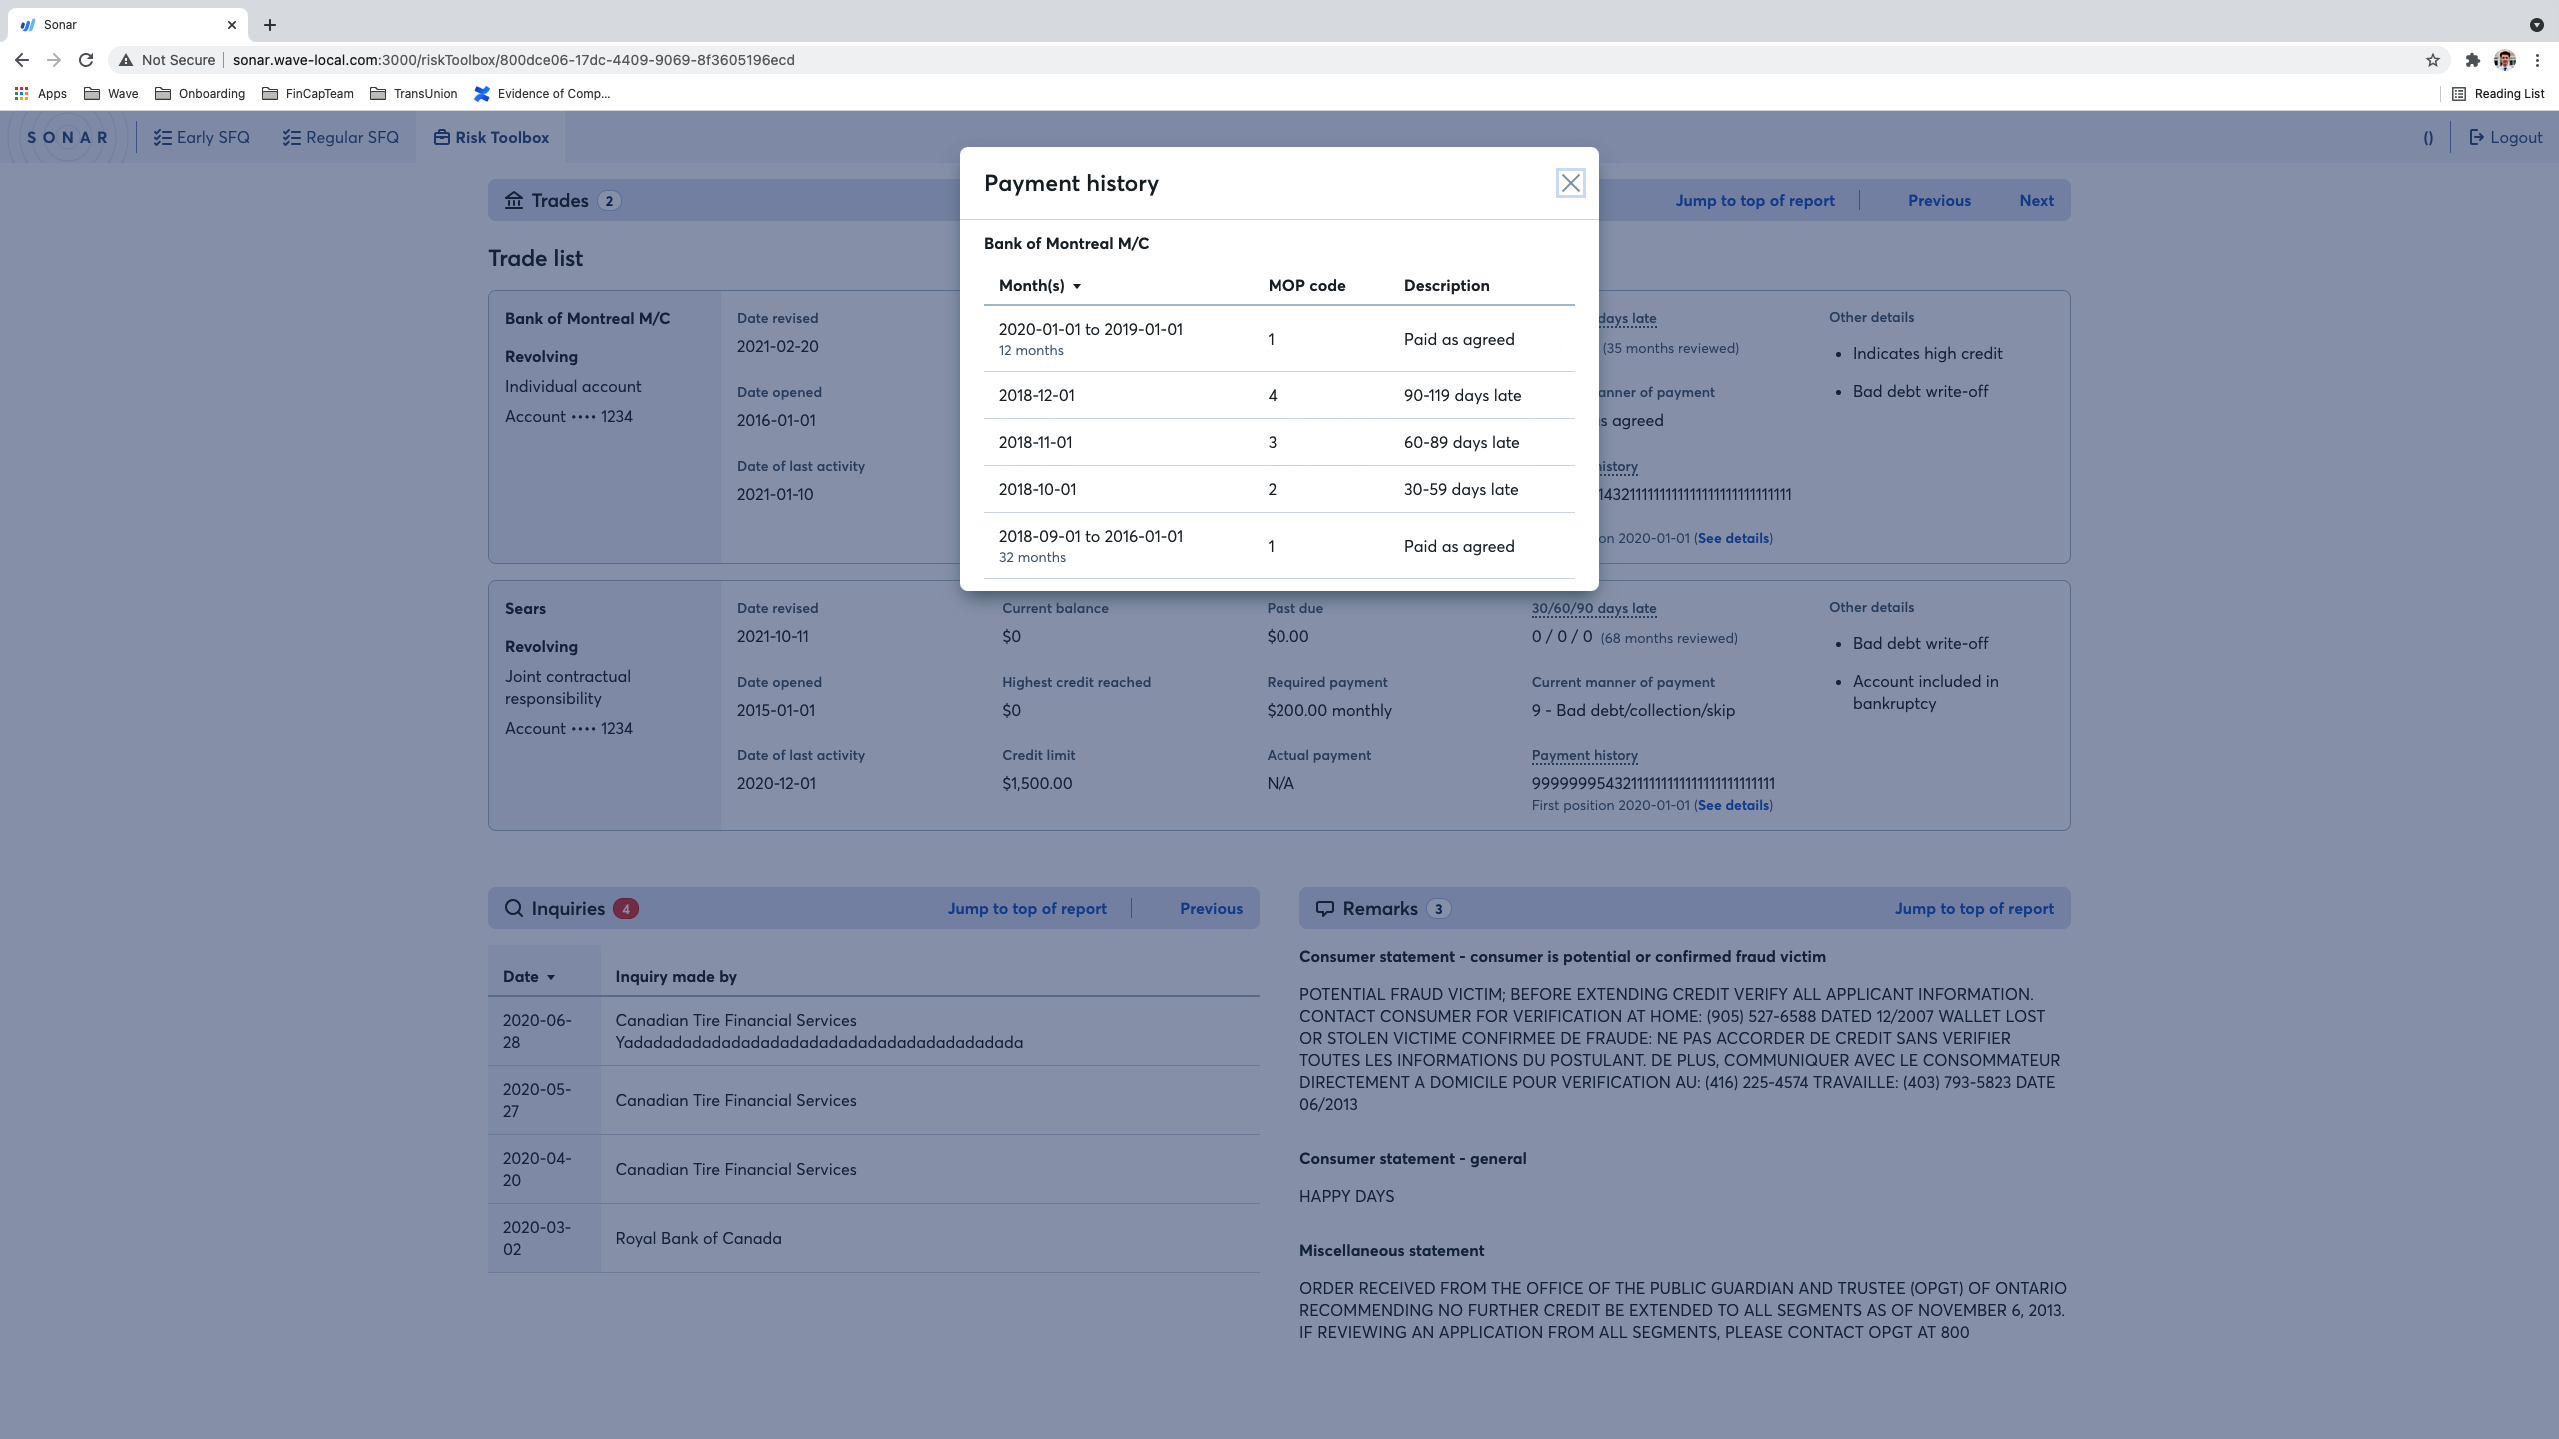 Sonar
Not Secure sonar.wave-local.com:3000/riskToolbox/800dce06-17dc-4409-9069-8f3605196ecd
Apps Wave Onboarding FinCapTeam TransUnion Evidence of Comp... Reading List
SONAR Early SFQ Regular SFQ Risk Toolbox () Logout
Trades 2 Jump to top of report Previous Next
Trade list
Payment history
Bank of Montreal M/C
Month(s) MOP code Description
2020-01-01 to 2019-01-01
12 months
1 Paid as agreed
2018-12-01 4 90-119 days late
2018-11-01 3 60-89 days late
2018-10-01 2 30-59 days late
2018-09-01 to 2016-01-01
32 months
1 Paid as agreed
Bank of Montreal M/C
Revolving
Individual account
Account •••• 1234
Date revised
2021-02-20
Date opened
2016-01-01
Date of last activity
2021-01-10
days late
(35 months reviewed)
anner of payment
s agreed
history
on 2020-01-01 (See details)
Other details
• Indicates high credit
• Bad debt write-off
Sears
Revolving
Joint contractual
responsibility
Account •••• 1234
Date revised
2021-10-11
Date opened
2015-01-01
Date of last activity
2020-12-01
Current balance
$0
Highest credit reached
$0
Credit limit
$1,500.00
Past due
$0.00
Required payment
$200.00 monthly
Actual payment
N/A
30/60/90 days late
0 / 0 / 0 (68 months reviewed)
Current manner of payment
9 - Bad debt/collection/skip
Payment history
First position 2020-01-01 (See details)
Other details
• Bad debt write-off
• Account included in
bankruptcy
Inquiries 4 Jump to top of report Previous
Date Inquiry made by
2020-06-
28
Canadian Tire Financial Services
2020-05-
27
Canadian Tire Financial Services
2020-04-
20
Canadian Tire Financial Services
2020-03-
02
Royal Bank of Canada
Remarks 3 Jump to top of report
Consumer statement - consumer is potential or confirmed fraud victim
POTENTIAL FRAUD VICTIM; BEFORE EXTENDING CREDIT VERIFY ALL APPLICANT INFORMATION.
CONTACT CONSUMER FOR VERIFICATION AT HOME: (905) 527-6588 DATED 12/2007 WALLET LOST
OR STOLEN VICTIME CONFIRMEE DE FRAUDE: NE PAS ACCORDER DE CREDIT SANS VERIFIER
TOUTES LES INFORMATIONS DU POSTULANT. DE PLUS, COMMUNIQUER AVEC LE CONSOMMATEUR
DIRECTEMENT A DOMICILE POUR VERIFICATION AU: (416) 225-4574 TRAVAILLE: (403) 793-5823 DATE
06/2013
Consumer statement - general
HAPPY DAYS
Miscellaneous statement
ORDER RECEIVED FROM THE OFFICE OF THE PUBLIC GUARDIAN AND TRUSTEE (OPGT) OF ONTARIO
RECOMMENDING NO FURTHER CREDIT BE EXTENDED TO ALL SEGMENTS AS OF NOVEMBER 6, 2013.
IF REVIEWING AN APPLICATION FROM ALL SEGMENTS, PLEASE CONTACT OPGT AT 800